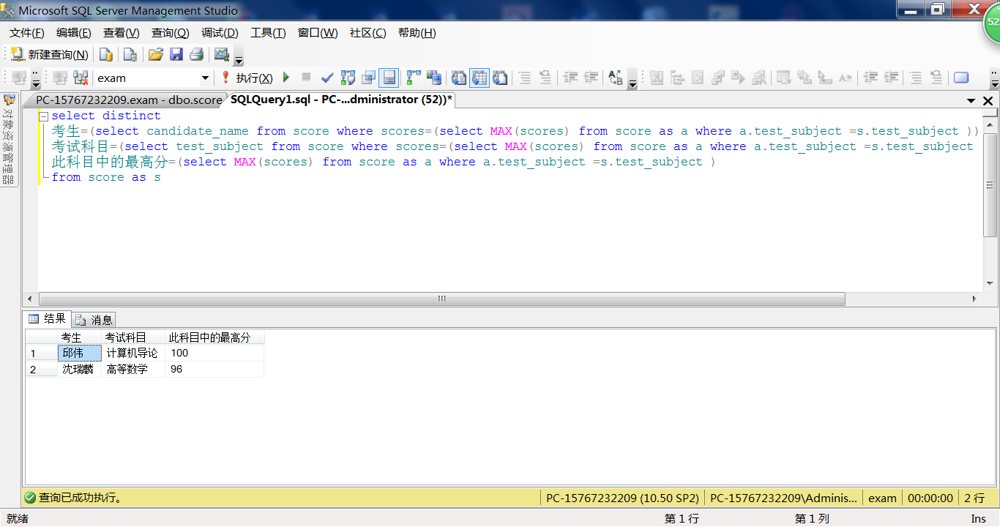 Microsoft SQL Server Management Studio
52
文件(F) 编辑(E) 查看(V) 查询(Q) 调试(D) 工具(T) 窗口(W) 社区(C) 帮助(H)
新建查询(N)
exam 执行(X)
PC-15767232209.exam - dbo.score SQLQuery1.sql - PC-...dministrator (52))*
对象资源管理器
select distinct
考生=(select candidate_name from score where scores=(select MAX(scores) from score as a where a.test_subject =s.test_subject ))
考试科目=(select test_subject from score where scores=(select MAX(scores) from score as a where a.test_subject =s.test_subject
此科目中的最高分=(select MAX(scores) from score as a where a.test_subject =s.test_subject )
from score as s
结果 消息
考生 考试科目 此科目中的最高分
1 邱伟 计算机导论 100
2 沈瑞麟 高等数学 96
查询已成功执行。 PC-15767232209 (10.50 SP2) PC-15767232209\Adminis... exam 00:00:00 2 行
就绪 第 1 行 第 1 列 Ins